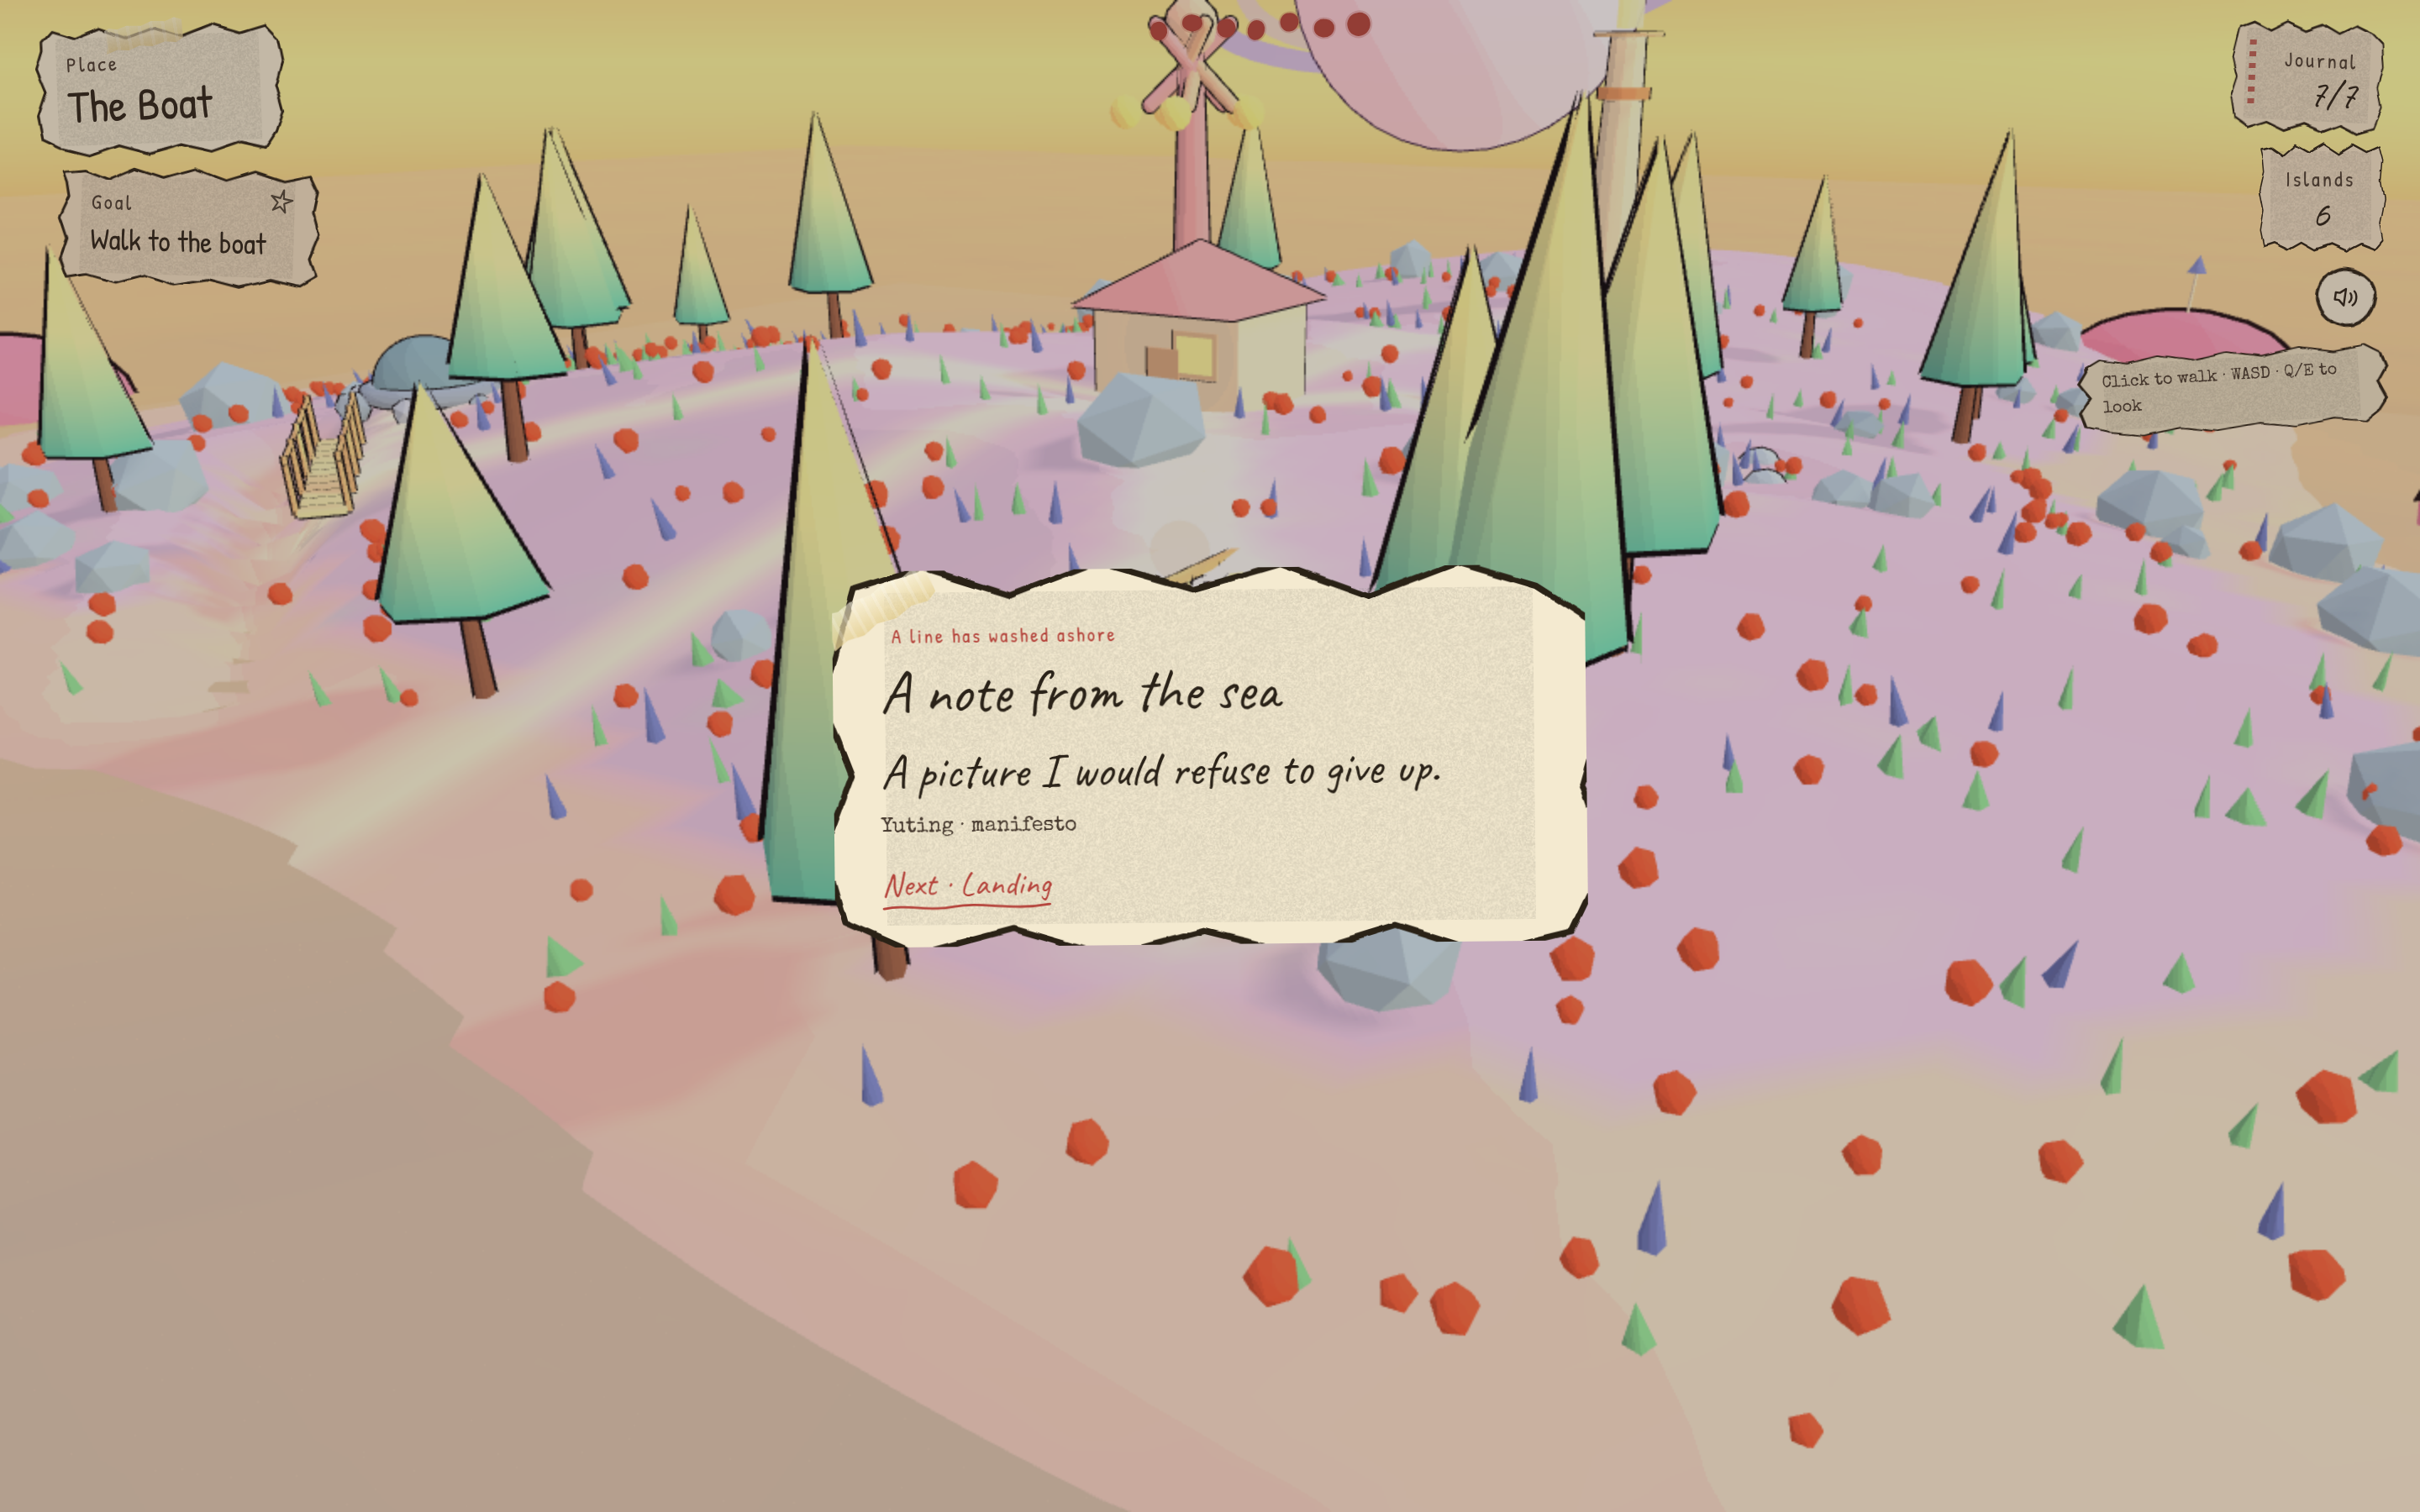 Place
The Boat
Goal
Walk to the boat
Journal
7/7
Islands
6
Click to walk · WASD · Q/E to
look
A line has washed ashore
A note from the sea
A picture I would refuse to give up.
Yuting · manifesto
Next · Landing